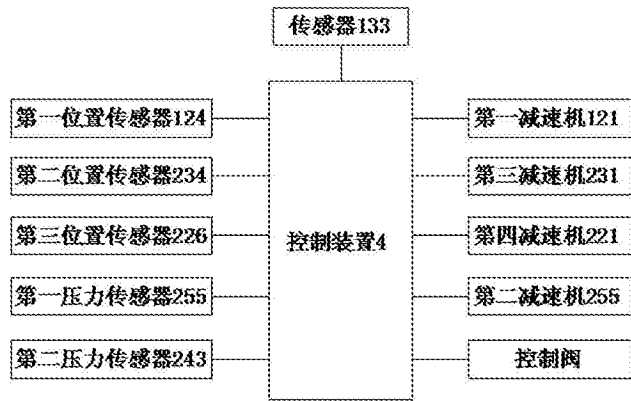 传感器133
第一位置传感器124
第二位置传感器234
第三位置传感器226
第一压力传感器255
第二压力传感器243
控制装置4
第一减速机121
第三减速机231
第四减速机221
第二减速机255
控制阀